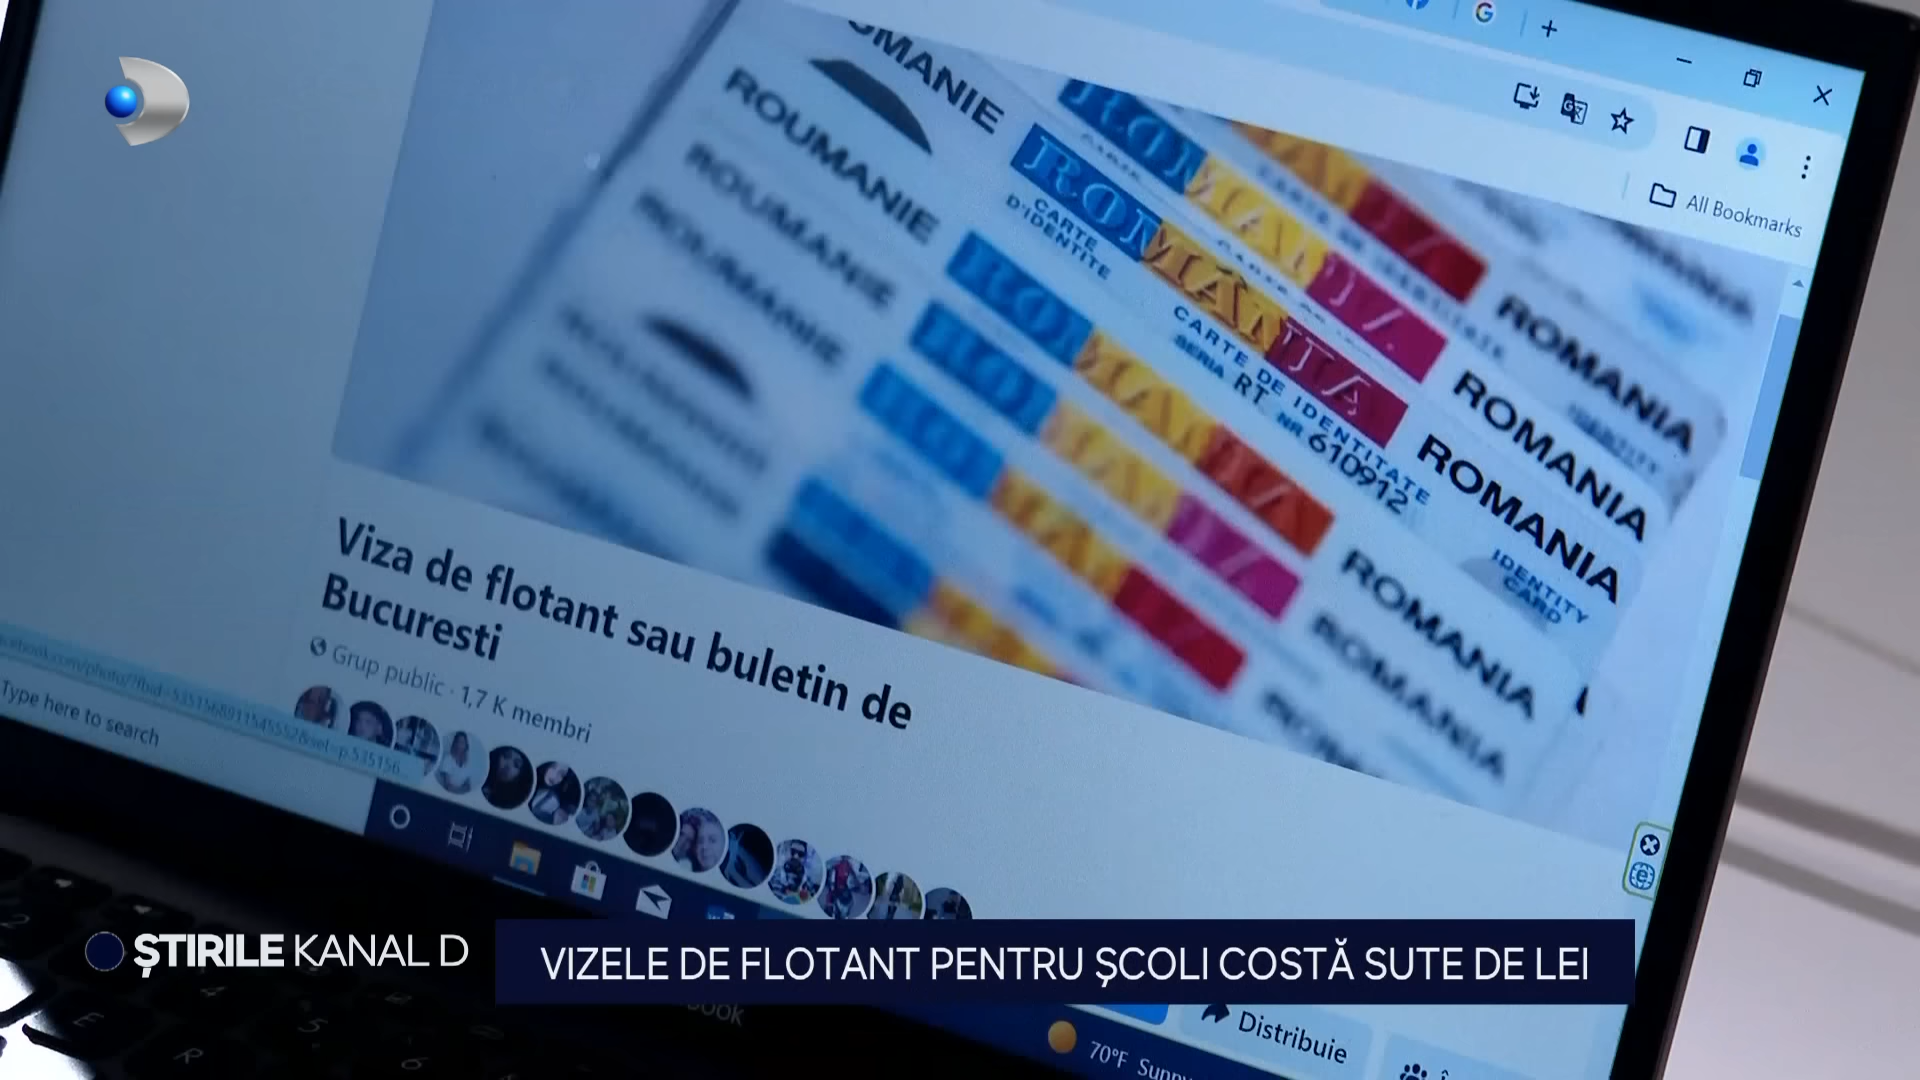 All Bookmarks
ROUMANIE
ROUMANIE
ROUMANIE
ROMÂNIA
CARTE
D'IDENTITE
CARTE DE IDENTITATE
SERIA RT NR 610912
ROMANIA
ROMANIA
ROMANIA
IDENTITY
CARD
ROMANIA
ROMANIA
Viza de flotant sau buletin de
Bucuresti
Grup public · 1,7 K membri
Type here to search
ȘTIRILE KANAL D
VIZELE DE FLOTANT PENTRU ȘCOLI COSTĂ SUTE DE LEI
Distribuie
70°F Sunny